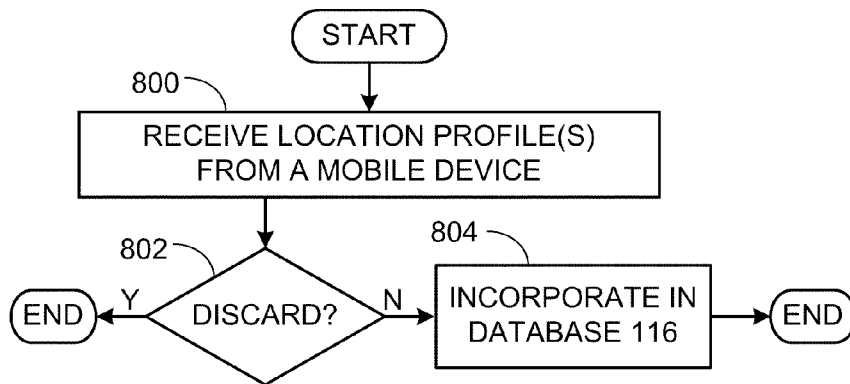 START
800
RECEIVE LOCATION PROFILE(S)
FROM A MOBILE DEVICE
802
804
END
Y
DISCARD?
N
INCORPORATE IN
DATABASE 116
END